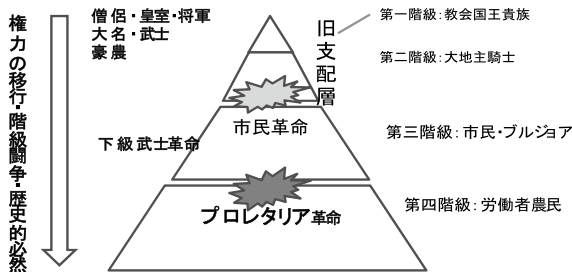 権力の移行・階級闘争・歴史的必然
僧侶・皇室・将軍
大名・武士
豪農
旧支配層
第一階級：教会国王貴族
第二階級：大地主騎士
市民革命
下級武士革命
第三階級：市民・ブルジョア
プロレタリア革命
第四階級：労働者農民